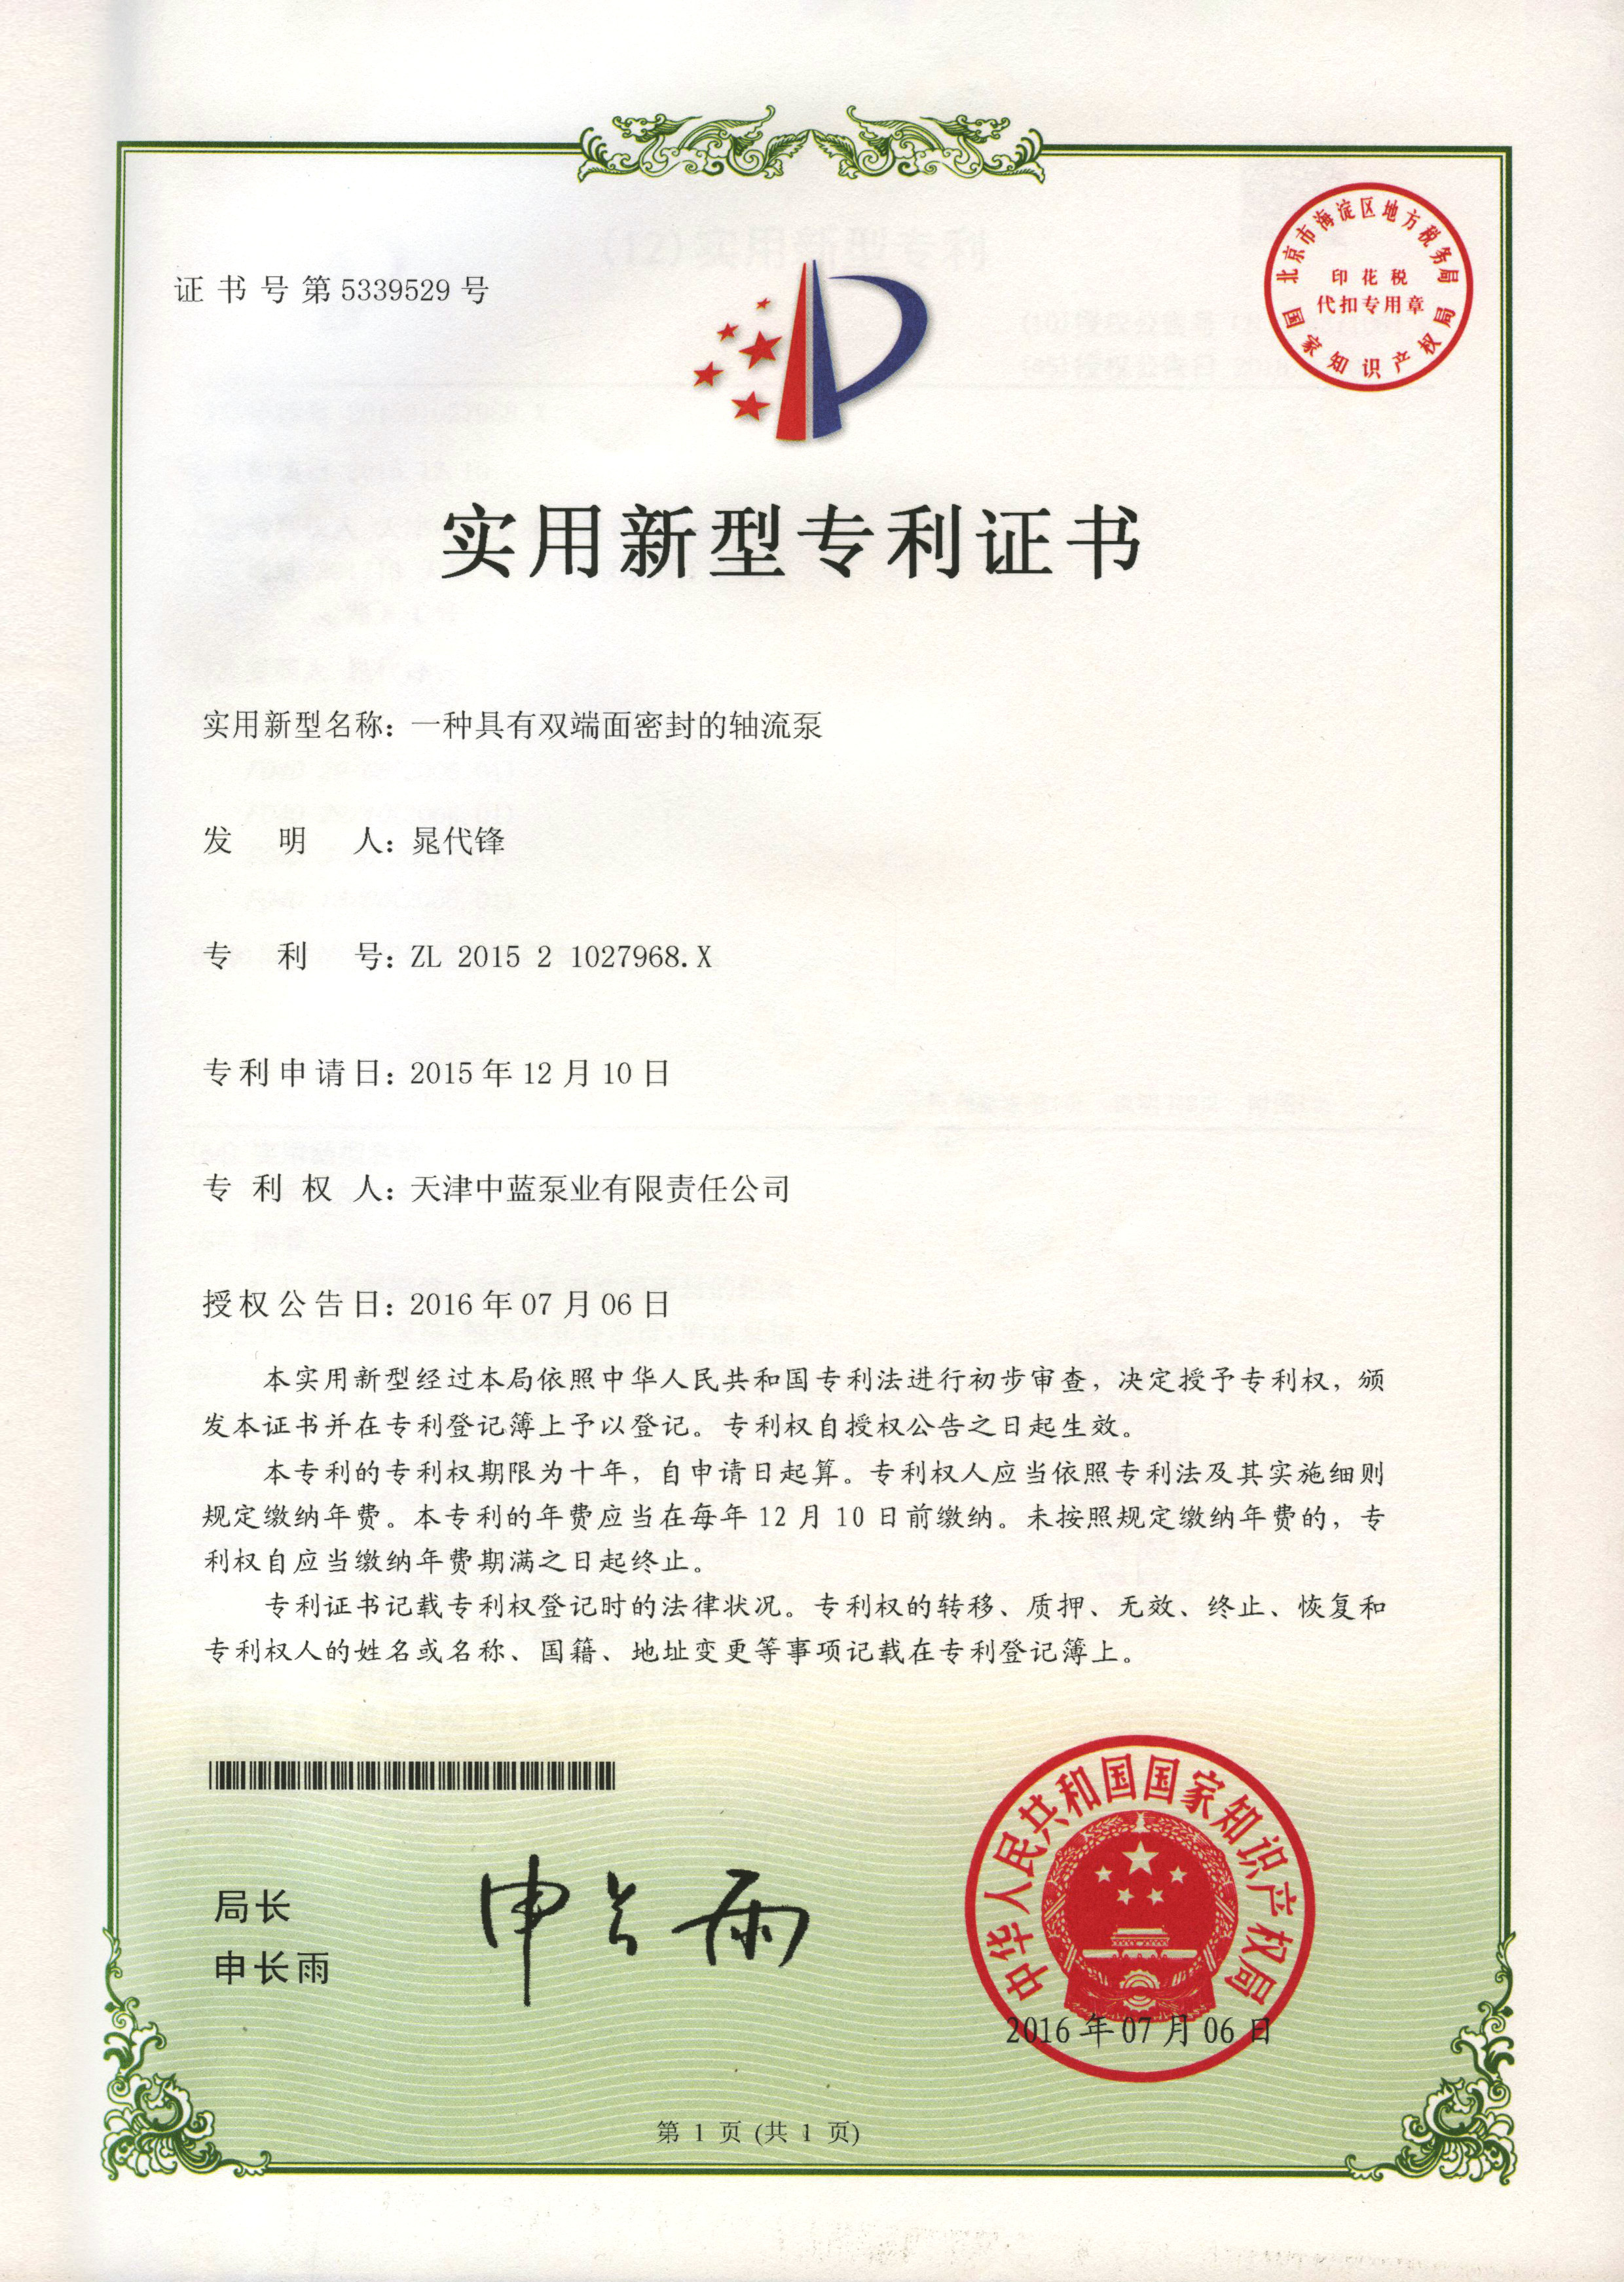 证书号第5339529号
北京市海淀区地方税务局
印花税
代扣专用章
国家知识产权局
实用新型专利证书
实用新型名称：一种具有双端面密封的轴流泵
发明人：晁代锋
专利号：ZL 2015 2 1027968.X
专利申请日：2015年12月10日
专利权人：天津中蓝泵业有限责任公司
授权公告日：2016年07月06日
本实用新型经过本局依照中华人民共和国专利法进行初步审查，决定授予专利权，颁
发本证书并在专利登记簿上予以登记。专利权自授权公告之日起生效。
本专利的专利权期限为十年，自申请日起算。专利权人应当依照专利法及其实施细则
规定缴纳年费。本专利的年费应当在每年12月10日前缴纳。未按照规定缴纳年费的，专
利权自应当缴纳年费期满之日起终止。
专利证书记载专利权登记时的法律状况。专利权的转移、质押、无效、终止、恢复和
专利权人的姓名或名称、国籍、地址变更等事项记载在专利登记簿上。
局长
申长雨
申长雨
中华人民共和国国家知识产权局
2016年07月06日
第1页(共1页)